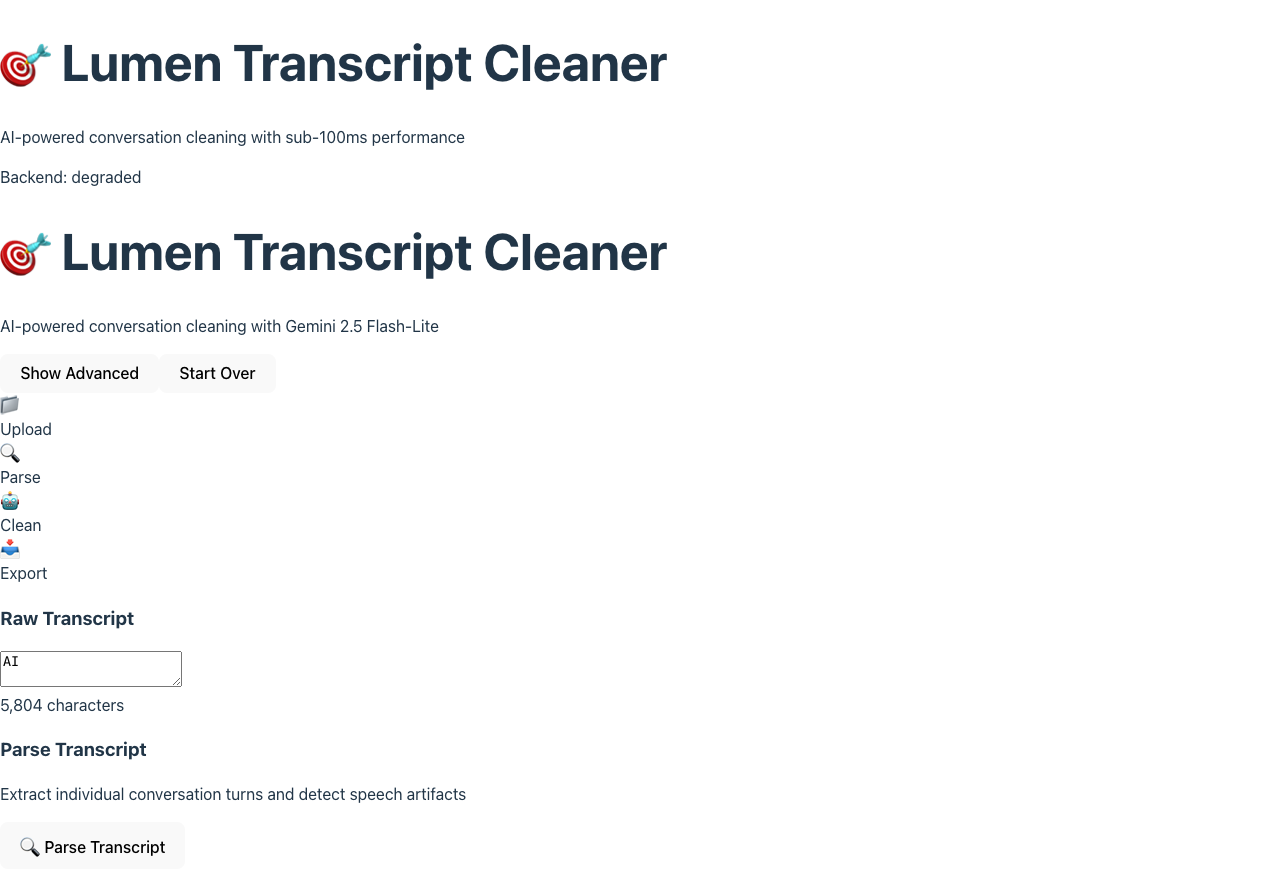 🎯 Lumen Transcript Cleaner
AI-powered conversation cleaning with sub-100ms performance
Backend: degraded
🎯 Lumen Transcript Cleaner
AI-powered conversation cleaning with Gemini 2.5 Flash-Lite
Show Advanced Start Over
📁
Upload
🔍
Parse
🤖
Clean
📤
Export
Raw Transcript
AI
5,804 characters
Parse Transcript
Extract individual conversation turns and detect speech artifacts
🔍 Parse Transcript